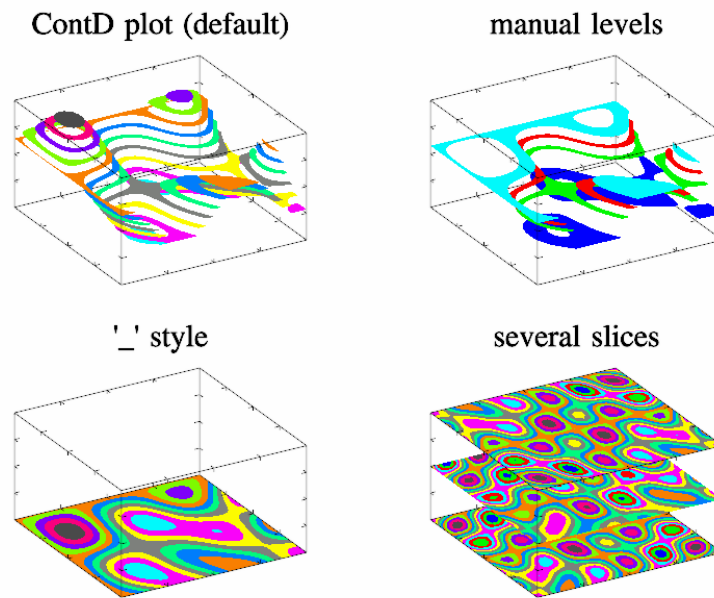 ContD plot (default)
manual levels
'_' style
several slices